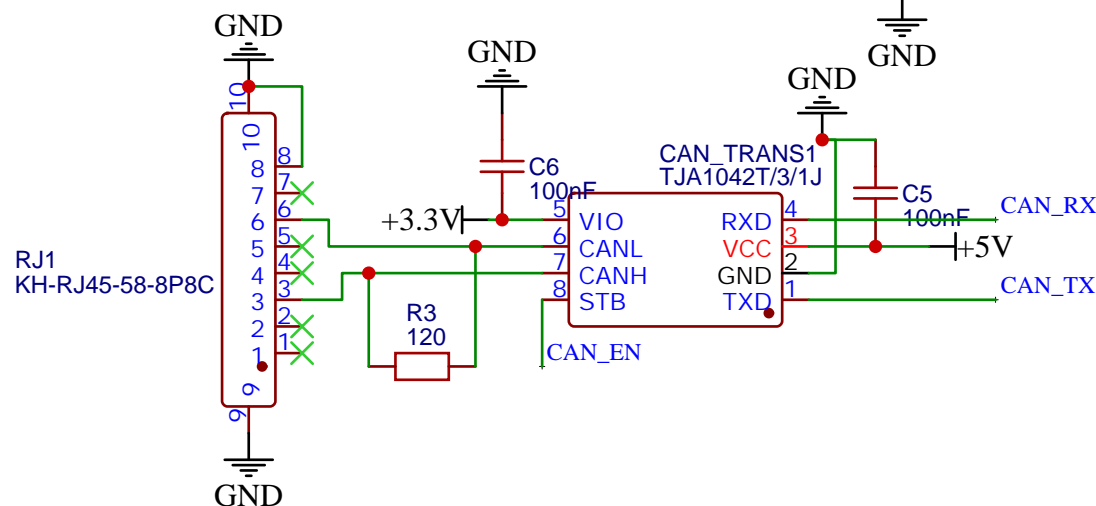 GND
GND
GND
GND
10
10
8
8
7
7
6
6
5
5
4
4
3
3
2
2
1
1
9
9
RJ1
KH-RJ45-58-8P8C
GND
C6
100nF
+3.3V
R3
120
CAN_TRANS1
TJA1042T/3/1J
5
VIO
6
CANL
7
CANH
8
STB
RXD
4
VCC
3
GND
2
TXD
1
CAN_EN
C5
100nF
CAN_RX
+5V
CAN_TX